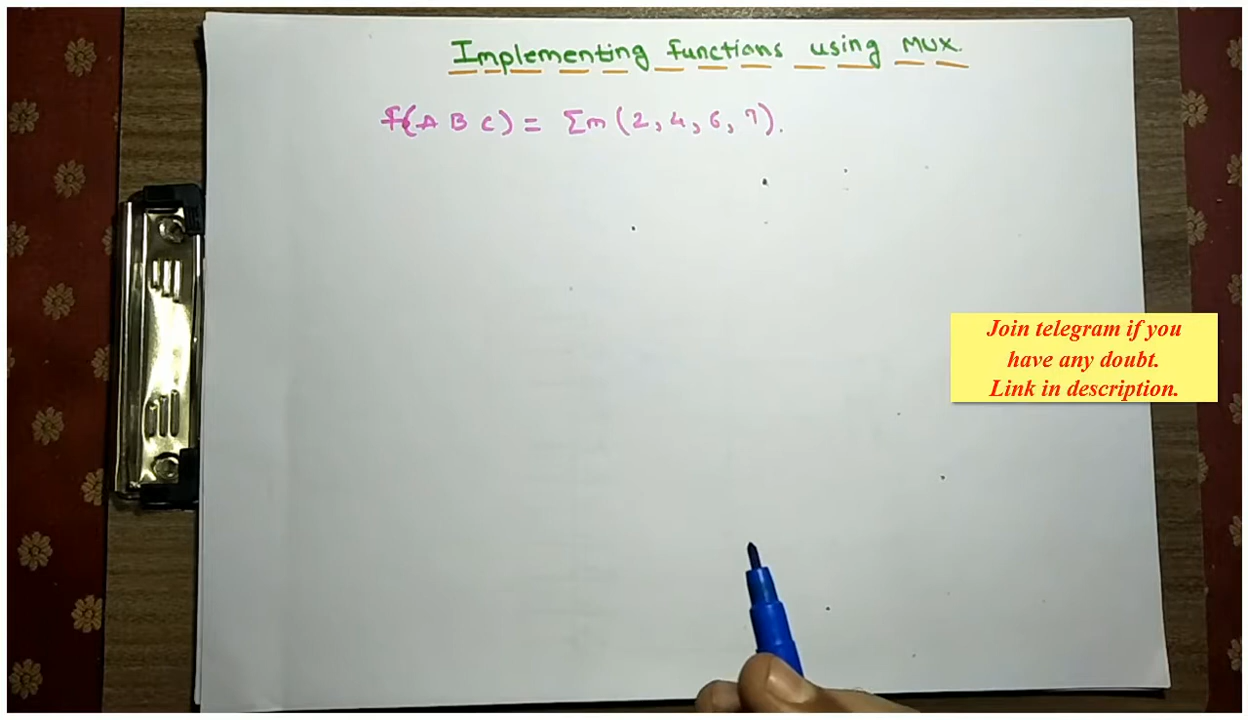 Implementing functions using MUX.
f(A B C) = Σm(2,4,6,7).
Join telegram if you
have any doubt.
Link in description.